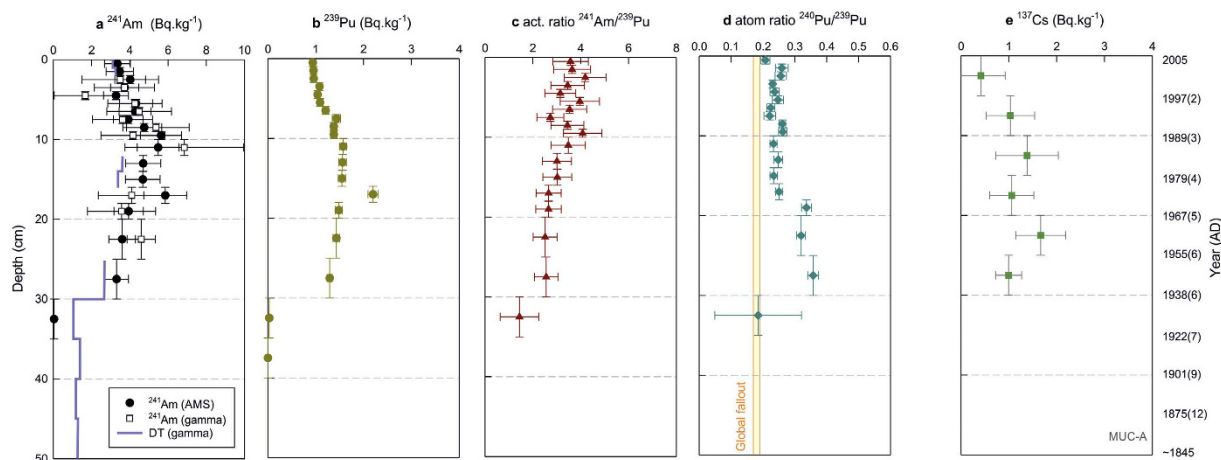 a ²⁴¹Am (Bq.kg⁻¹)
0 2 4 6 8 10
b ²³⁹Pu (Bq.kg⁻¹)
0 1 2 3 4
c act. ratio ²⁴¹Am/²³⁹Pu
0 2 4 6 8
d atom ratio ²⁴⁰Pu/²³⁹Pu
0.0 0.1 0.2 0.3 0.4 0.5 0.6
e ¹³⁷Cs (Bq.kg⁻¹)
0 1 2 3 4
Depth (cm)
0
10
20
30
40
50
²⁴¹Am (AMS)
²⁴¹Am (gamma)
DT (gamma)
Global fallout
2005
1997(2)
1989(3)
1979(4)
1967(5)
1955(6)
1938(6)
1922(7)
1901(9)
1875(12)
~1845
Year (AD)
MUC-A